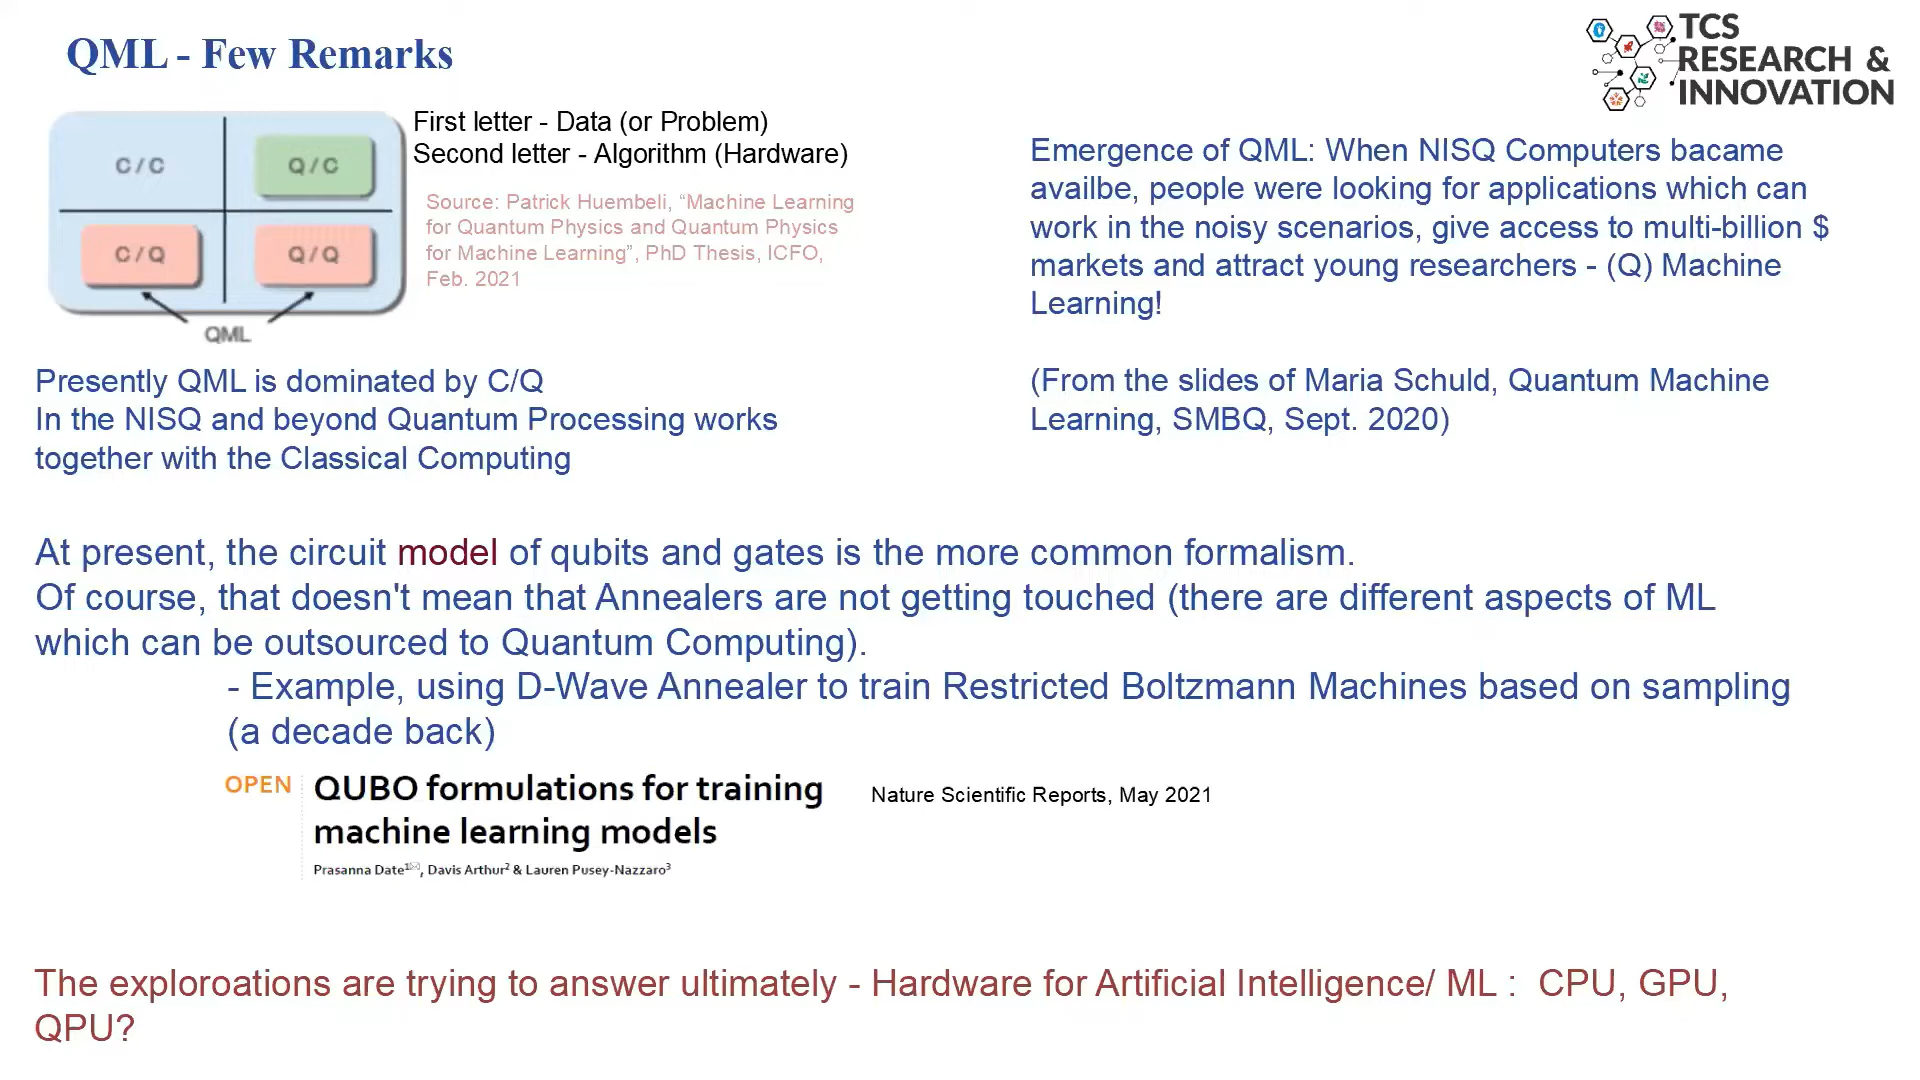 QML - Few Remarks
TCS
RESEARCH &
INNOVATION
C / C
Q / C
C / Q
Q / Q
QML
First letter - Data (or Problem)
Second letter - Algorithm (Hardware)
Source: Patrick Huembeli, “Machine Learning
for Quantum Physics and Quantum Physics
for Machine Learning”, PhD Thesis, ICFO,
Feb. 2021
Emergence of QML: When NISQ Computers bacame
availbe, people were looking for applications which can
work in the noisy scenarios, give access to multi-billion $
markets and attract young researchers - (Q) Machine
Learning!
(From the slides of Maria Schuld, Quantum Machine
Learning, SMBQ, Sept. 2020)
Presently QML is dominated by C/Q
In the NISQ and beyond Quantum Processing works
together with the Classical Computing
At present, the circuit model of qubits and gates is the more common formalism.
Of course, that doesn't mean that Annealers are not getting touched (there are different aspects of ML
which can be outsourced to Quantum Computing).
- Example, using D-Wave Annealer to train Restricted Boltzmann Machines based on sampling
(a decade back)
OPEN
QUBO formulations for training
machine learning models
Prasanna Date1✉, Davis Arthur2 & Lauren Pusey-Nazzaro3
Nature Scientific Reports, May 2021
The exploroations are trying to answer ultimately - Hardware for Artificial Intelligence/ ML :  CPU, GPU,
QPU?